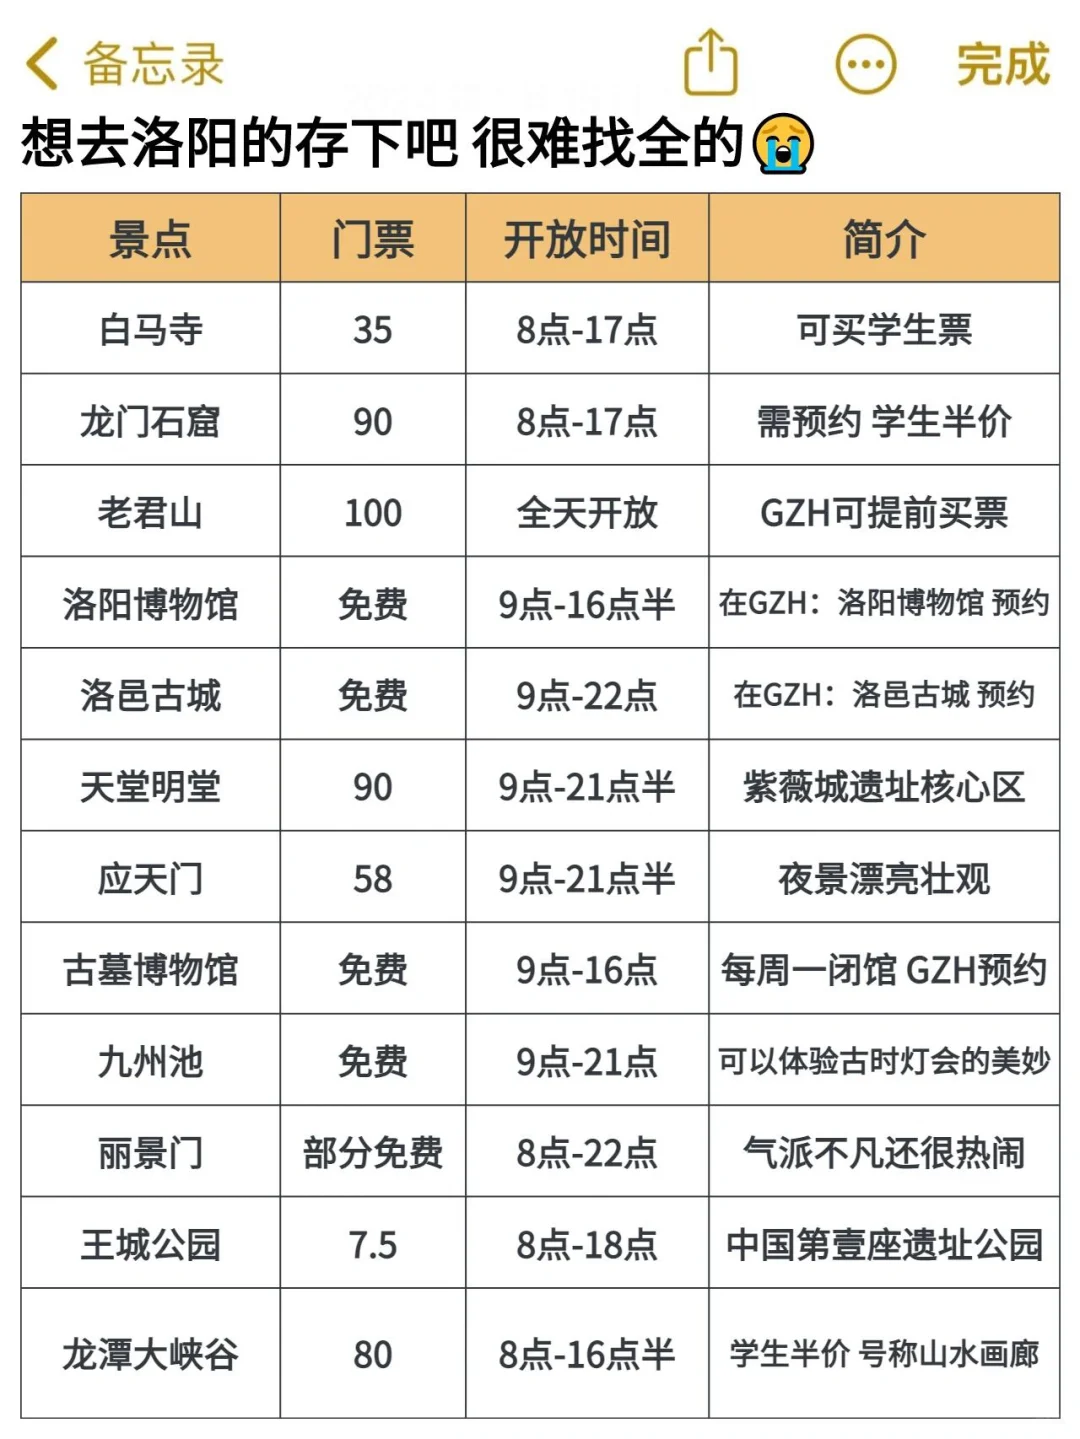 备忘录 完成
想去洛阳的存下吧 很难找全的😭
景点 门票 开放时间 简介
白马寺 35 8点-17点 可买学生票
龙门石窟 90 8点-17点 需预约 学生半价
老君山 100 全天开放 GZH可提前买票
洛阳博物馆 免费 9点-16点半 在GZH：洛阳博物馆 预约
洛邑古城 免费 9点-22点 在GZH：洛邑古城 预约
天堂明堂 90 9点-21点半 紫薇城遗址核心区
应天门 58 9点-21点半 夜景漂亮壮观
古墓博物馆 免费 9点-16点 每周一闭馆 GZH预约
九州池 免费 9点-21点 可以体验古时灯会的美妙
丽景门 部分免费 8点-22点 气派不凡还很热闹
王城公园 7.5 8点-18点 中国第壹座遗址公园
龙潭大峡谷 80 8点-16点半 学生半价 号称山水画廊